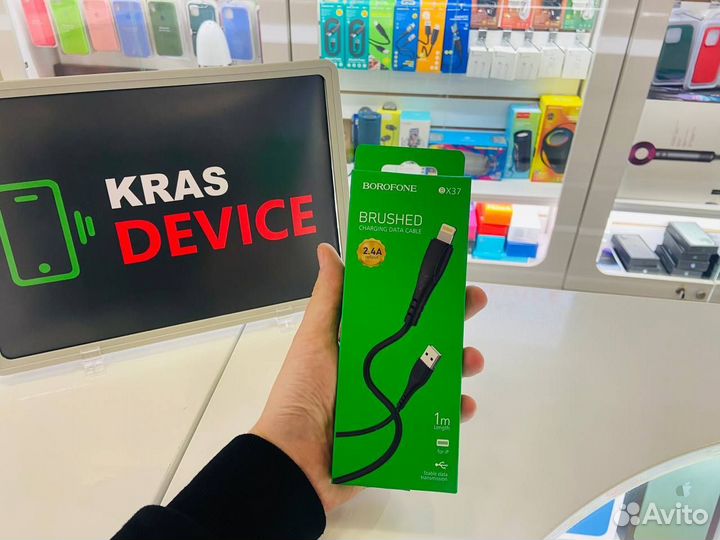 KRAS
DEVICE
BOROFONE
BX37
BRUSHED
CHARGING DATA CABLE
2.4A
1m
Length
for iP
Stable data
transmission
Avito